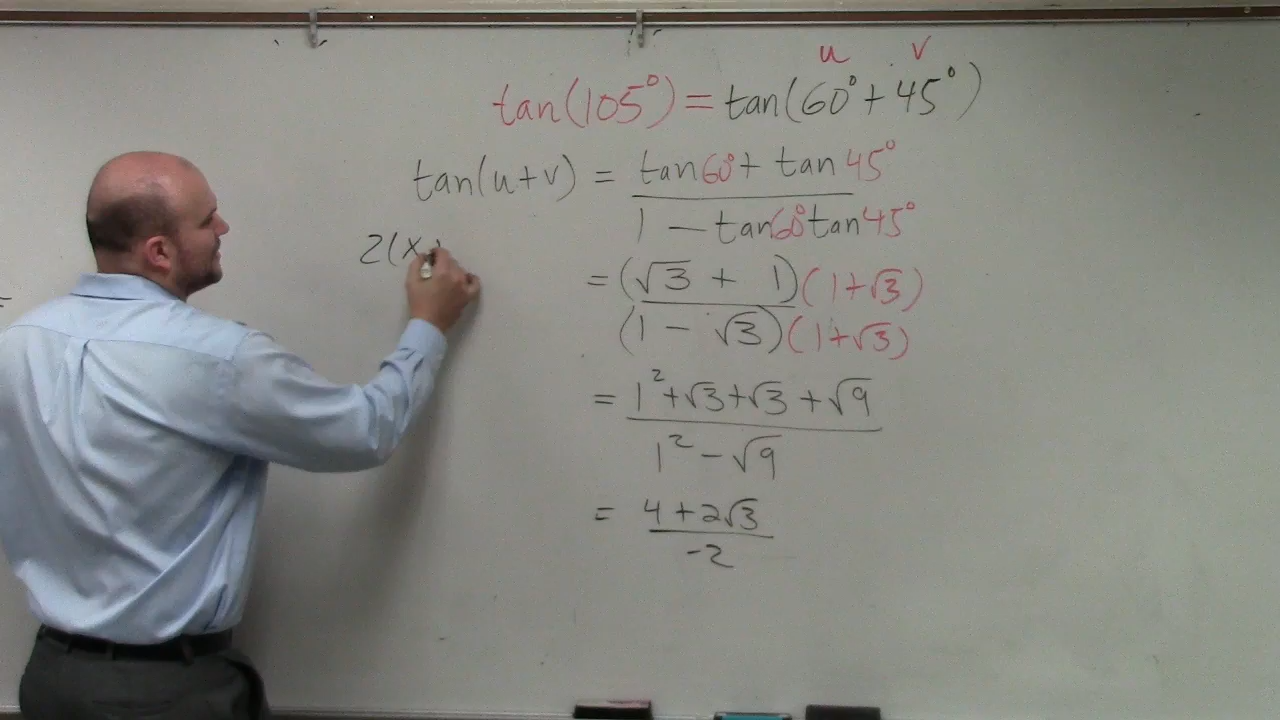 u v
tan(105°) = tan(60° + 45°)
tan(u+v) = tan60° + tan45°
1 − tan60°tan45°
2(x
= (√3 + 1)(1+√3)
(1 − √3)(1+√3)
= 1²+√3+√3+√9
1² − √9
= 4+2√3
-2